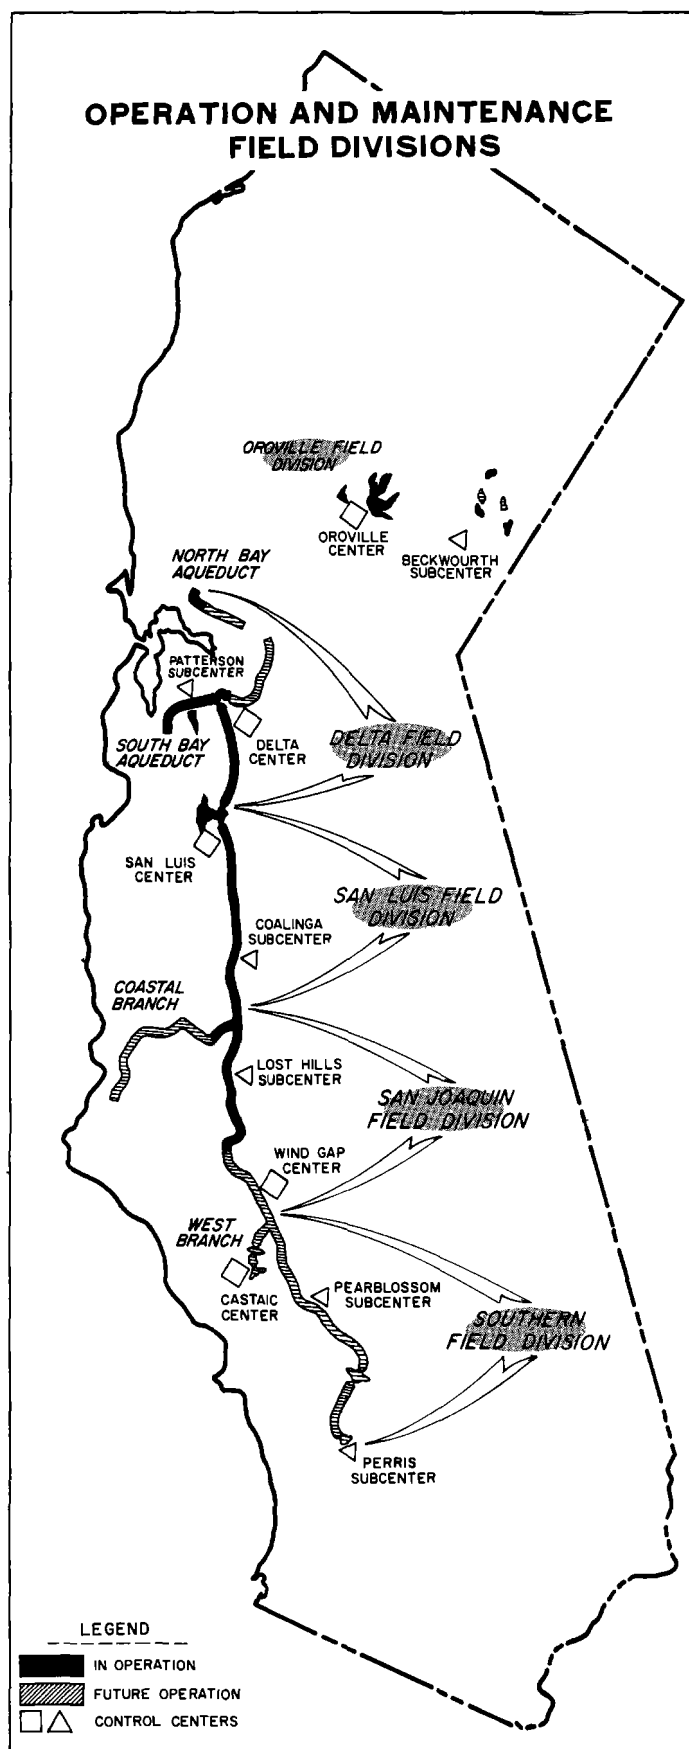 OPERATION AND MAINTENANCE
FIELD DIVISIONS
OROVILLE FIELD
DIVISION
OROVILLE
CENTER
BECKWOURTH
SUBCENTER
NORTH BAY
AQUEDUCT
PATTERSON
SUBCENTER
SOUTH BAY
AQUEDUCT
DELTA
CENTER
DELTA FIELD
DIVISION
SAN LUIS
CENTER
SAN LUIS FIELD
DIVISION
COALINGA
SUBCENTER
COASTAL
BRANCH
LOST HILLS
SUBCENTER
SAN JOAQUIN
FIELD DIVISION
WIND GAP
CENTER
WEST
BRANCH
CASTAIC
CENTER
PEARBLOSSOM
SUBCENTER
SOUTHERN
FIELD DIVISION
PERRIS
SUBCENTER
LEGEND
IN OPERATION
FUTURE OPERATION
CONTROL CENTERS